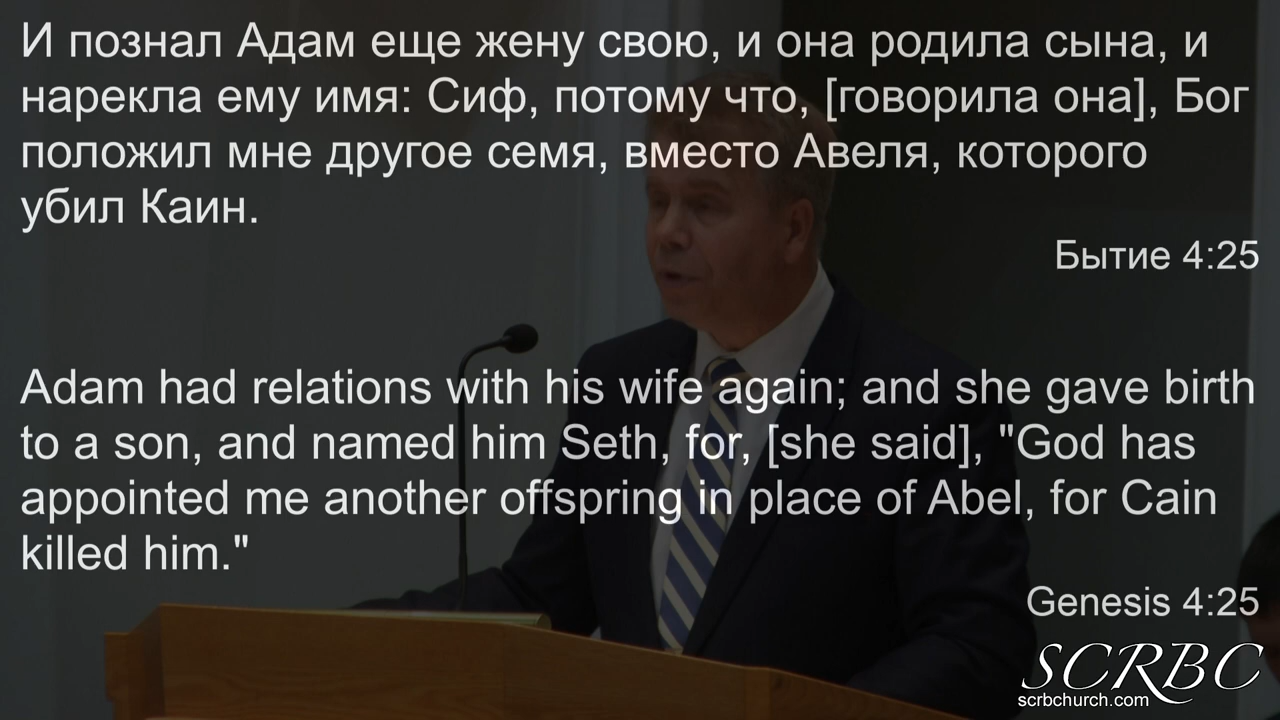 И познал Адам еще жену свою, и она родила сына, и
нарекла ему имя: Сиф, потому что, [говорила она], Бог
положил мне другое семя, вместо Авеля, которого
убил Каин.
Бытие 4:25
Adam had relations with his wife again; and she gave birth
to a son, and named him Seth, for, [she said], "God has
appointed me another offspring in place of Abel, for Cain
killed him."
Genesis 4:25
SCRBC
scrbchurch.com